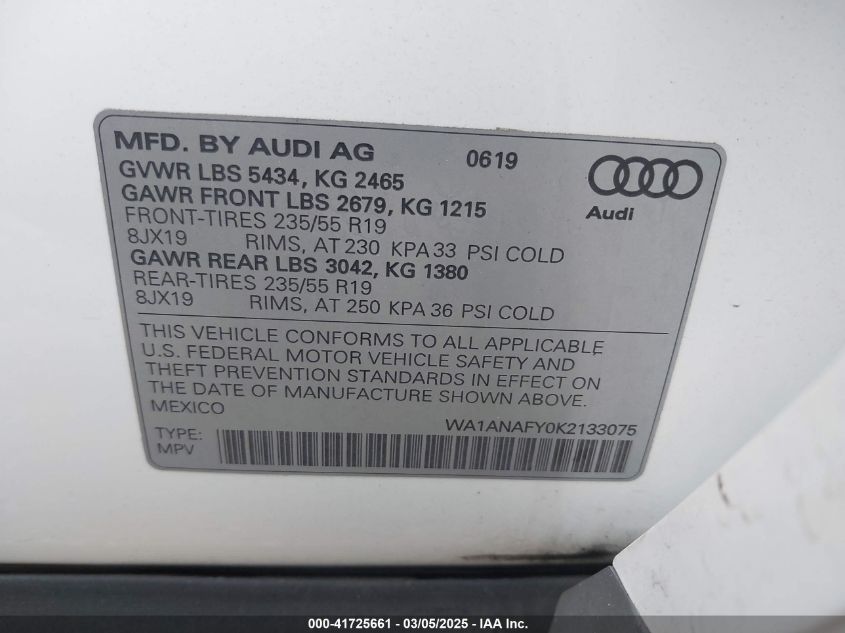 MFD. BY AUDI AG 0619
GVWR LBS 5434, KG 2465
GAWR FRONT LBS 2679, KG 1215
FRONT-TIRES 235/55 R19
8JX19 RIMS, AT 230 KPA 33 PSI COLD
GAWR REAR LBS 3042, KG 1380
REAR-TIRES 235/55 R19
8JX19 RIMS, AT 250 KPA 36 PSI COLD
Audi
THIS VEHICLE CONFORMS TO ALL APPLICABLE
U.S. FEDERAL MOTOR VEHICLE SAFETY AND
THEFT PREVENTION STANDARDS IN EFFECT ON
THE DATE OF MANUFACTURE SHOWN ABOVE.
MEXICO
WA1ANAFY0K2133075
TYPE:
MPV
000-41725661 - 03/05/2025 - IAA Inc.